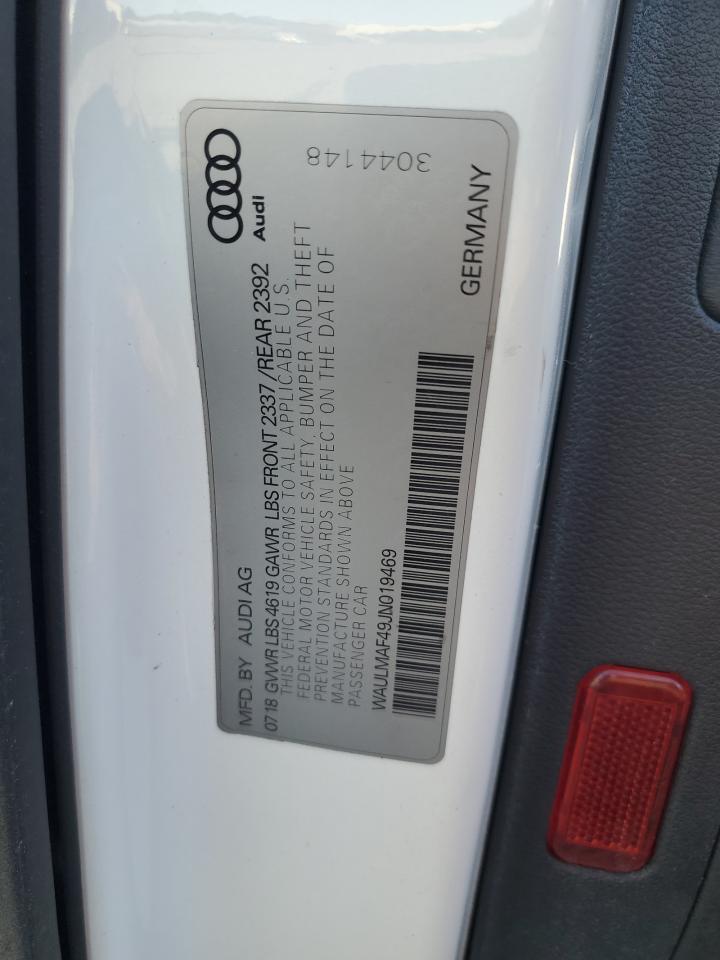 MFD. BY AUDI AG
Audi
0718 GVWR LBS 4619 GAWR LBS FRONT 2337/REAR 2392
THIS VEHICLE CONFORMS TO ALL APPLICABLE U.S.
FEDERAL MOTOR VEHICLE SAFETY, BUMPER AND THEFT
PREVENTION STANDARDS IN EFFECT ON THE DATE OF
MANUFACTURE SHOWN ABOVE
PASSENGER CAR
3044148
WAULMAF49JN019469
GERMANY